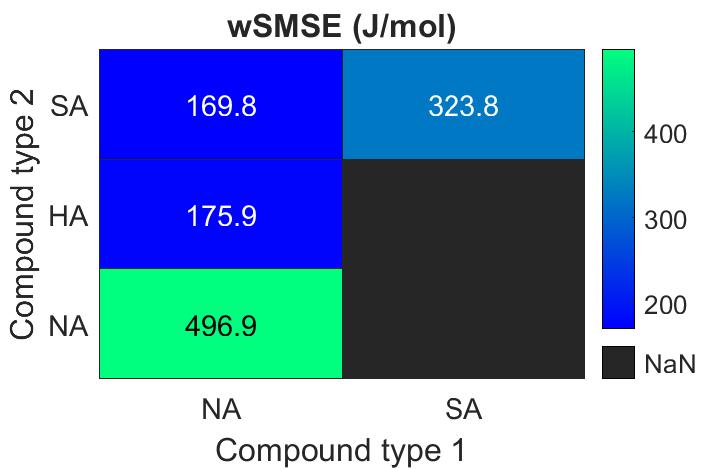 wSMSE (J/mol)
Compound type 2
SA
169.8
323.8
HA
175.9
NA
496.9
NA
SA
Compound type 1
400
300
200
NaN